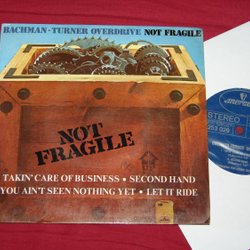 BACHMAN-TURNER OVERDRIVE NOT FRAGILE
NOT
FRAGILE
TAKIN' CARE OF BUSINESS • SECOND HAND
YOU AIN'T SEEN NOTHING YET • LET IT RIDE
STEREO